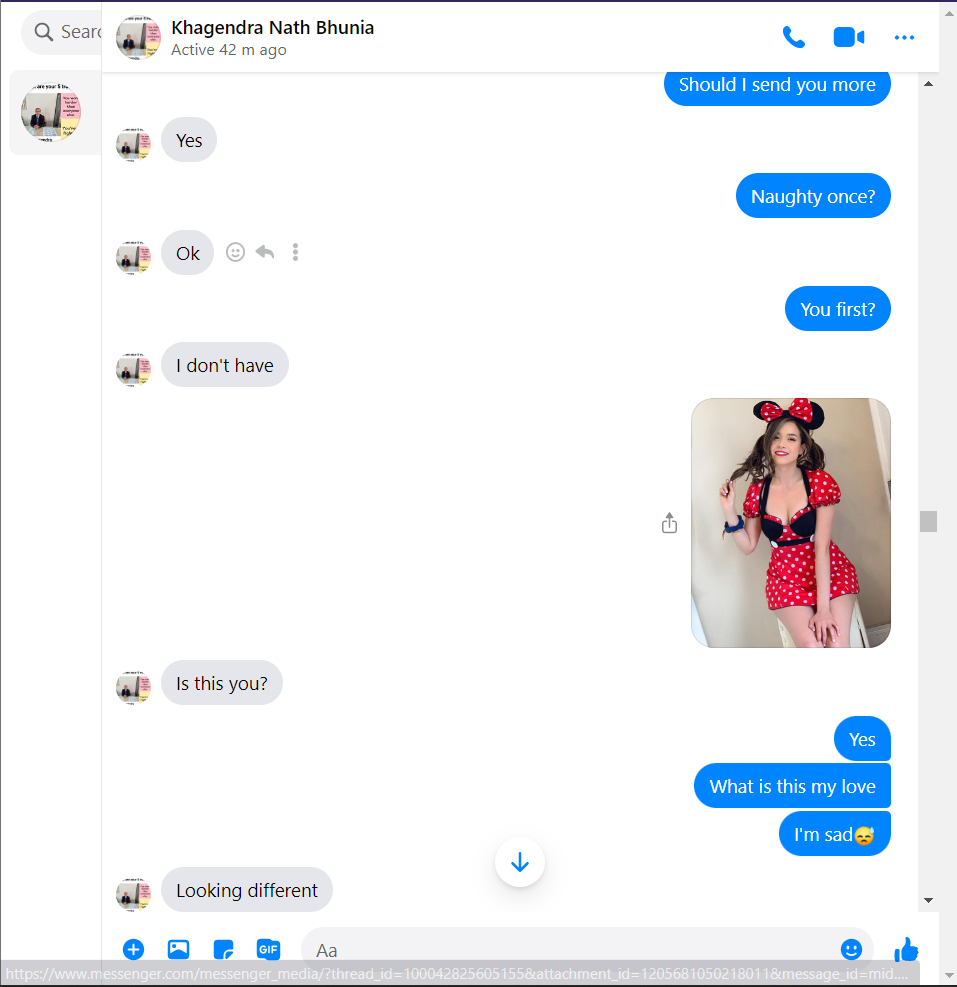 Sear
Khagendra Nath Bhunia
Active 42 m ago
Should I send you more
Yes
Naughty once?
Ok
You first?
I don't have
Is this you?
Yes
What is this my love
I'm sad😅
Looking different
GIF
Aa
https://www.messenger.com/messenger_media/?thread_id=100042825605155&attachment_id=1205681050218011&message_id=mid....